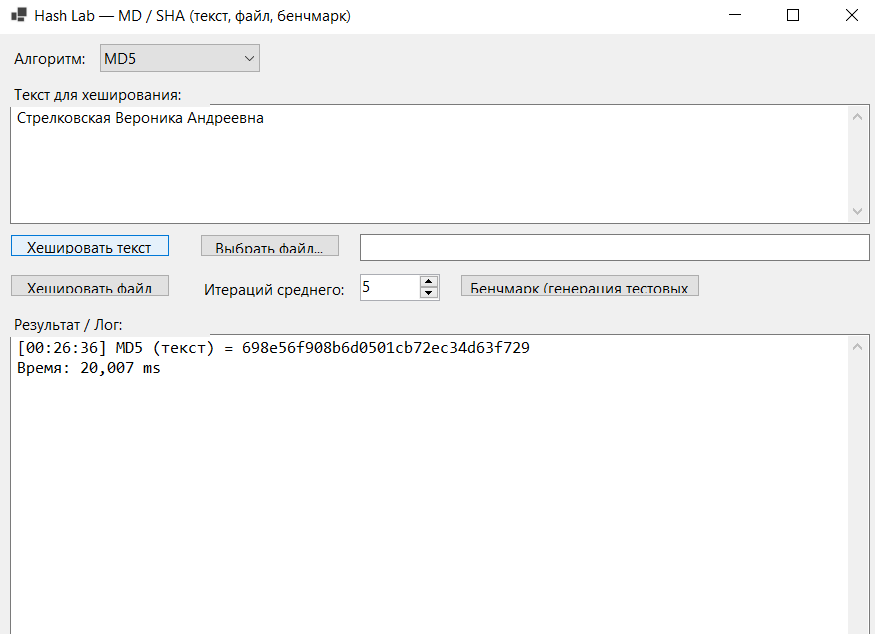 Hash Lab — MD / SHA (текст, файл, бенчмарк)
Алгоритм: MD5
Текст для хеширования:
Стрелковская Вероника Андреевна
Хешировать текст Выбрать файл...
Хешировать файл Итераций среднего: 5 Бенчмарк (генерация тестовых
Результат / Лог:
[00:26:36] MD5 (текст) = 698e56f908b6d0501cb72ec34d63f729
Время: 20,007 ms